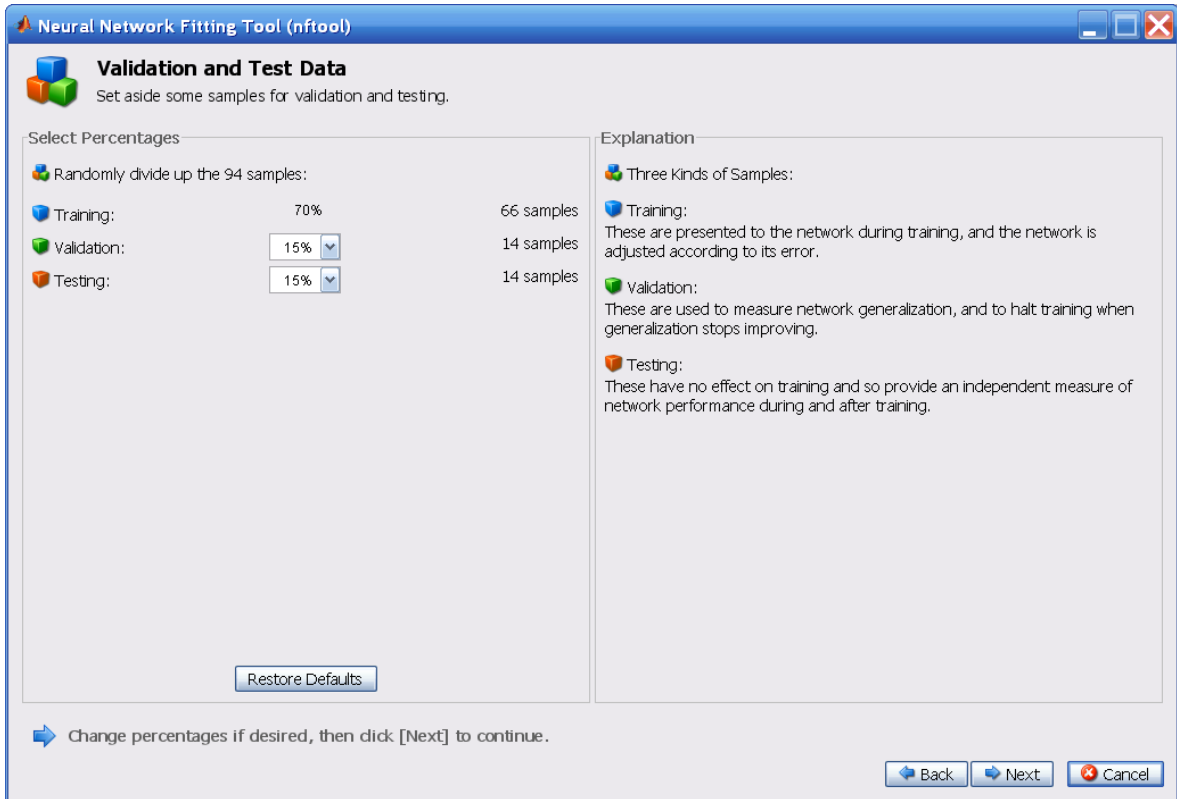 Neural Network Fitting Tool (nftool)
Validation and Test Data
Set aside some samples for validation and testing.
Select Percentages
Randomly divide up the 94 samples:
Training: 70% 66 samples
Validation: 15% 14 samples
Testing: 15% 14 samples
Restore Defaults
Explanation
Three Kinds of Samples:
Training:
These are presented to the network during training, and the network is
adjusted according to its error.
Validation:
These are used to measure network generalization, and to halt training when
generalization stops improving.
Testing:
These have no effect on training and so provide an independent measure of
network performance during and after training.
Change percentages if desired, then click [Next] to continue.
Back Next Cancel